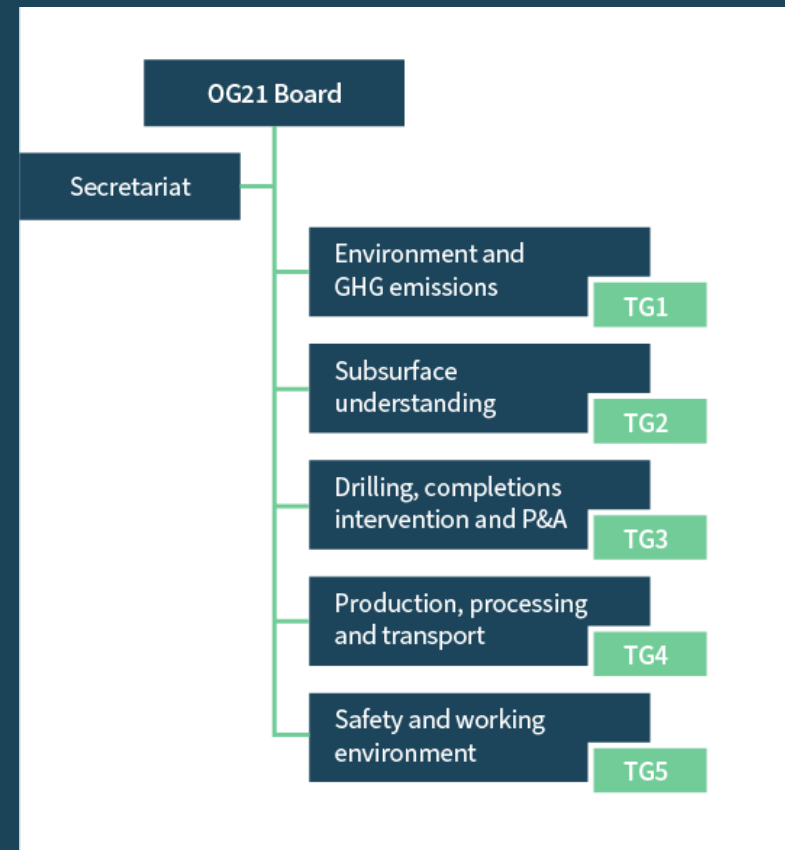 OG21 Board
Secretariat
Environment and
GHG emissions
TG1
Subsurface
understanding
TG2
Drilling, completions
intervention and P&A
TG3
Production, processing
and transport
TG4
Safety and working
environment
TG5